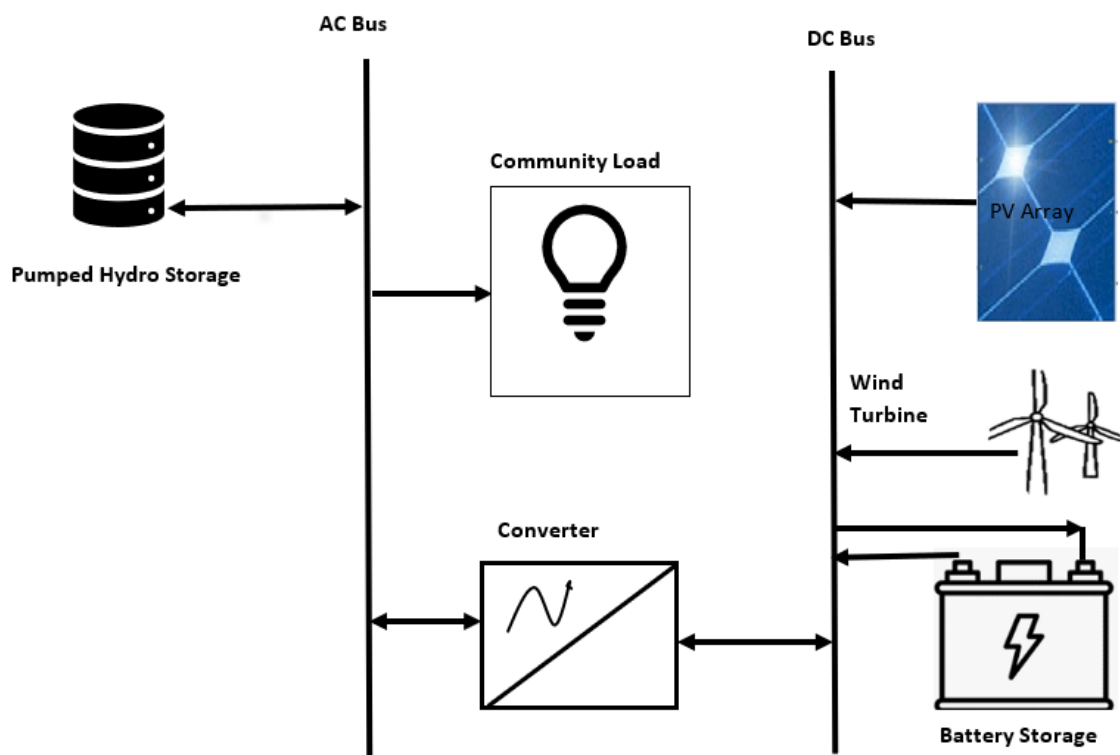 AC Bus
DC Bus
Community Load
PV Array
Pumped Hydro Storage
Wind
Turbine
Converter
Battery Storage